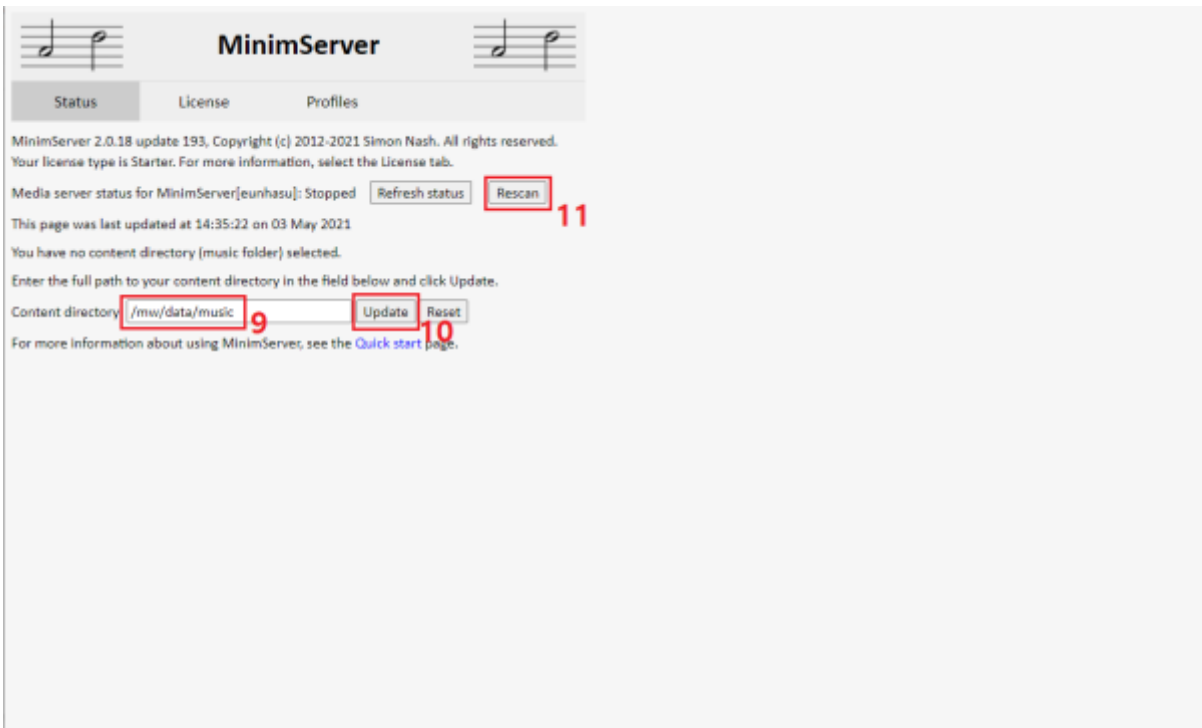 MinimServer
Status License Profiles
MinimServer 2.0.18 update 193, Copyright (c) 2012-2021 Simon Nash. All rights reserved.
Your license type is Starter. For more information, select the License tab.
Media server status for MinimServer[eunhasu]: Stopped Refresh status Rescan
11
This page was last updated at 14:35:22 on 03 May 2021
You have no content directory (music folder) selected.
Enter the full path to your content directory in the field below and click Update.
Content directory /mw/data/music 9 Update Reset
10
For more information about using MinimServer, see the Quick start page.